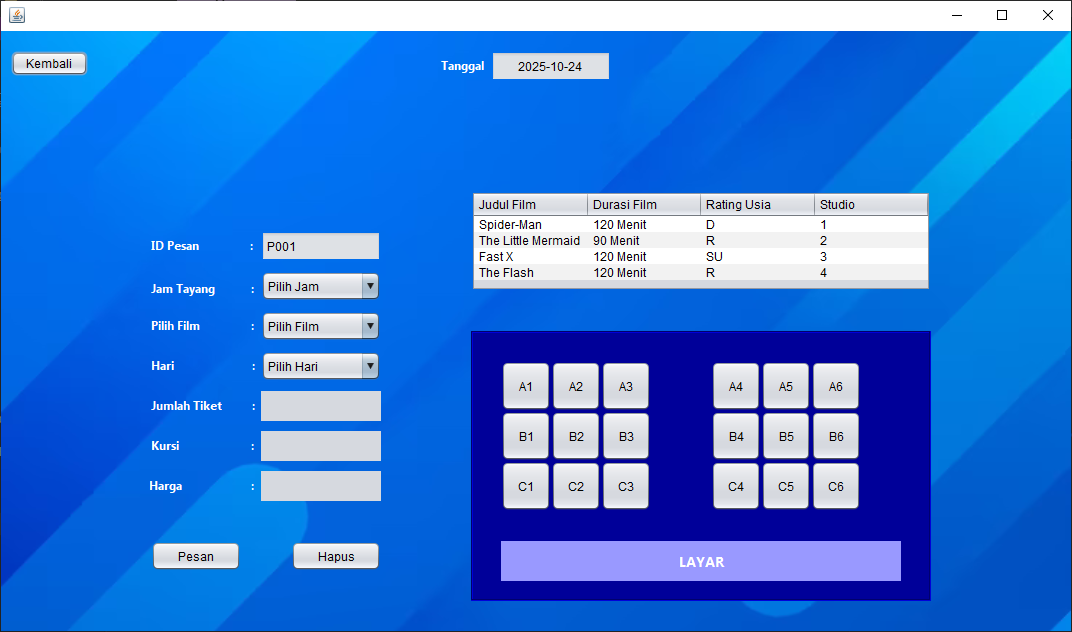 Kembali
Tanggal 2025-10-24
Judul Film Durasi Film Rating Usia Studio
Spider-Man 120 Menit D 1
The Little Mermaid 90 Menit R 2
Fast X 120 Menit SU 3
The Flash 120 Menit R 4
ID Pesan : P001
Jam Tayang : Pilih Jam
Pilih Film : Pilih Film
Hari : Pilih Hari
Jumlah Tiket :
Kursi :
Harga :
Pesan Hapus
A1 A2 A3 A4 A5 A6
B1 B2 B3 B4 B5 B6
C1 C2 C3 C4 C5 C6
LAYAR